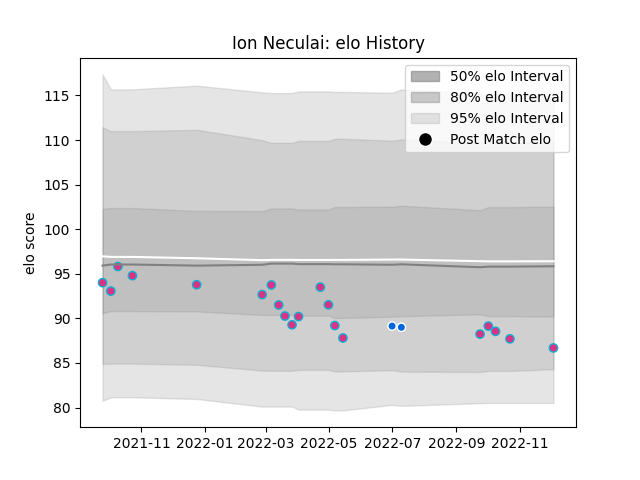 Ion Neculai: elo History
50% elo Interval
80% elo Interval
95% elo Interval
Post Match elo
elo score
115
110
105
100
95
90
85
80
2021-11 2022-01 2022-03 2022-05 2022-07 2022-09 2022-11